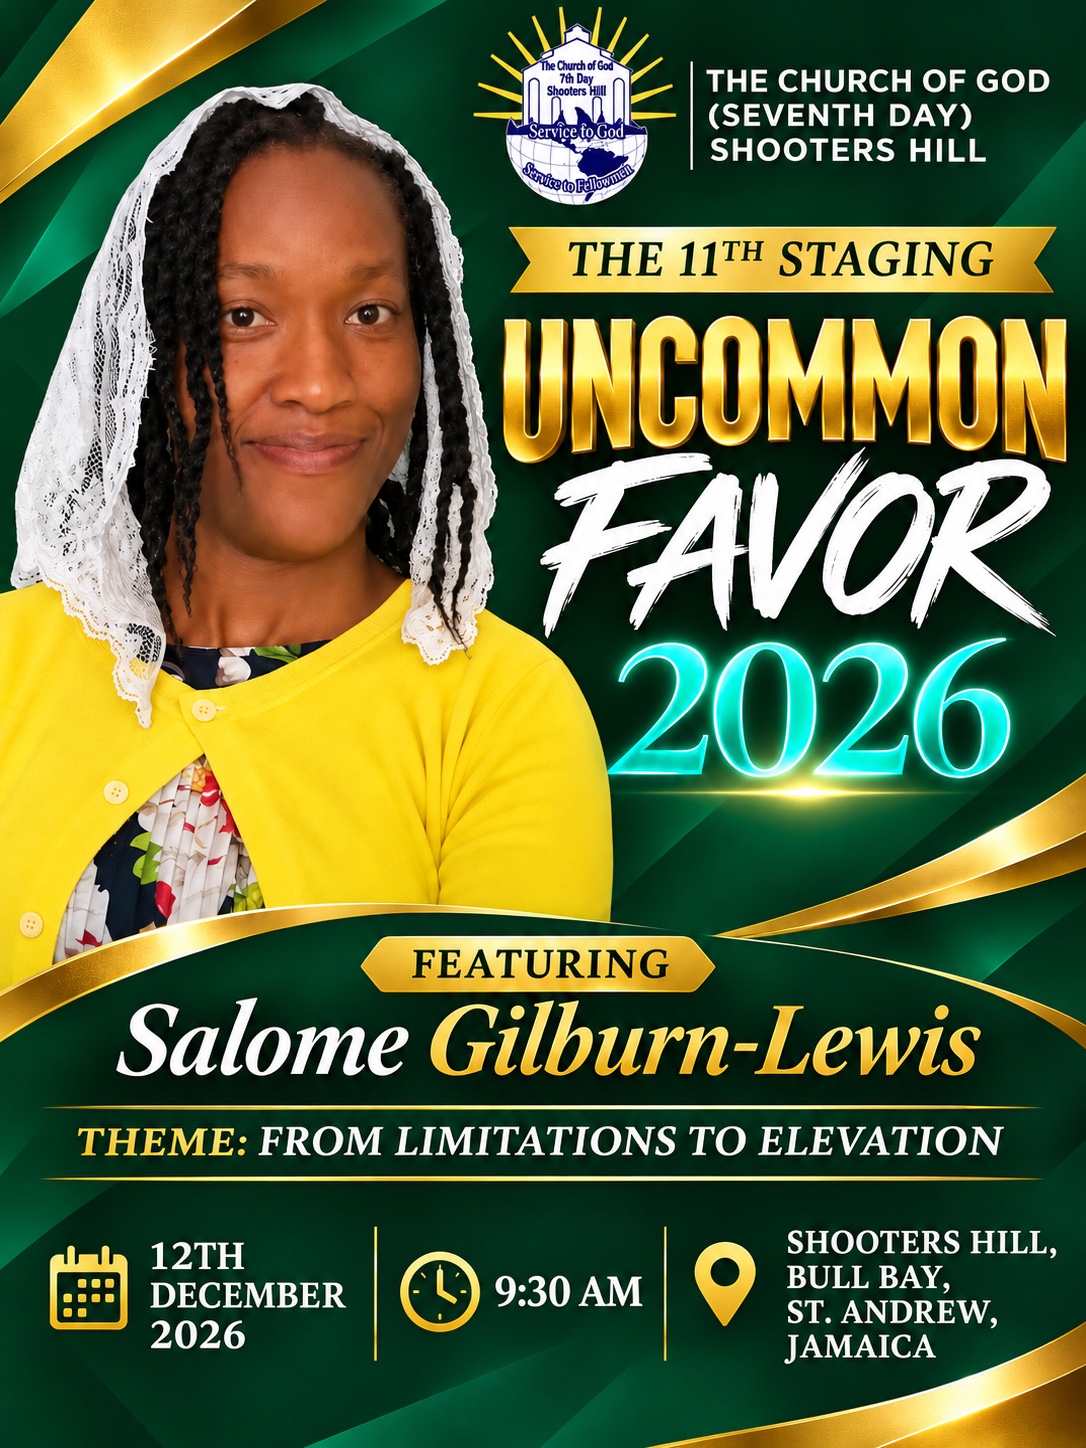 The Church of God
7th Day
Shooters Hill
Service to God
Service to Fellowmen
THE CHURCH OF GOD
(SEVENTH DAY)
SHOOTERS HILL
THE 11TH STAGING
UNCOMMON
FAVOR
2026
FEATURING
Salome Gilburn-Lewis
THEME: FROM LIMITATIONS TO ELEVATION
12TH
DECEMBER
2026
9:30 AM
SHOOTERS HILL,
BULL BAY,
ST. ANDREW,
JAMAICA